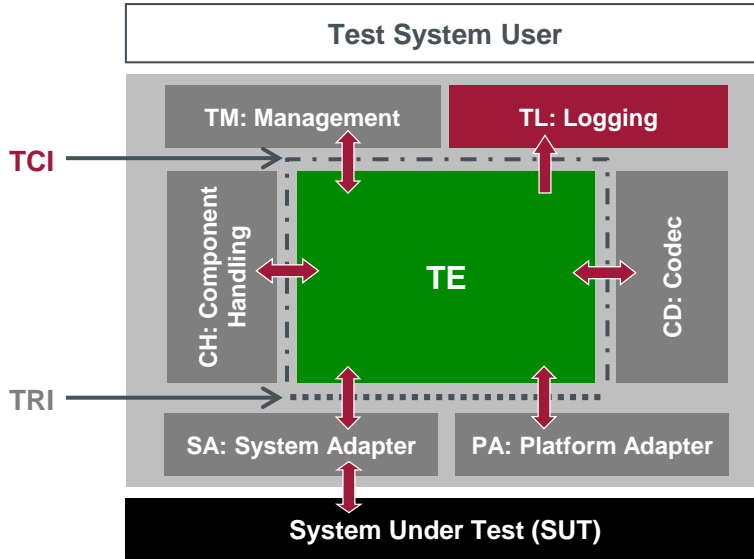 Test System User
TM: Management
TL: Logging
TCI
CH: Component
Handling
TE
CD: Codec
TRI
SA: System Adapter
PA: Platform Adapter
System Under Test (SUT)